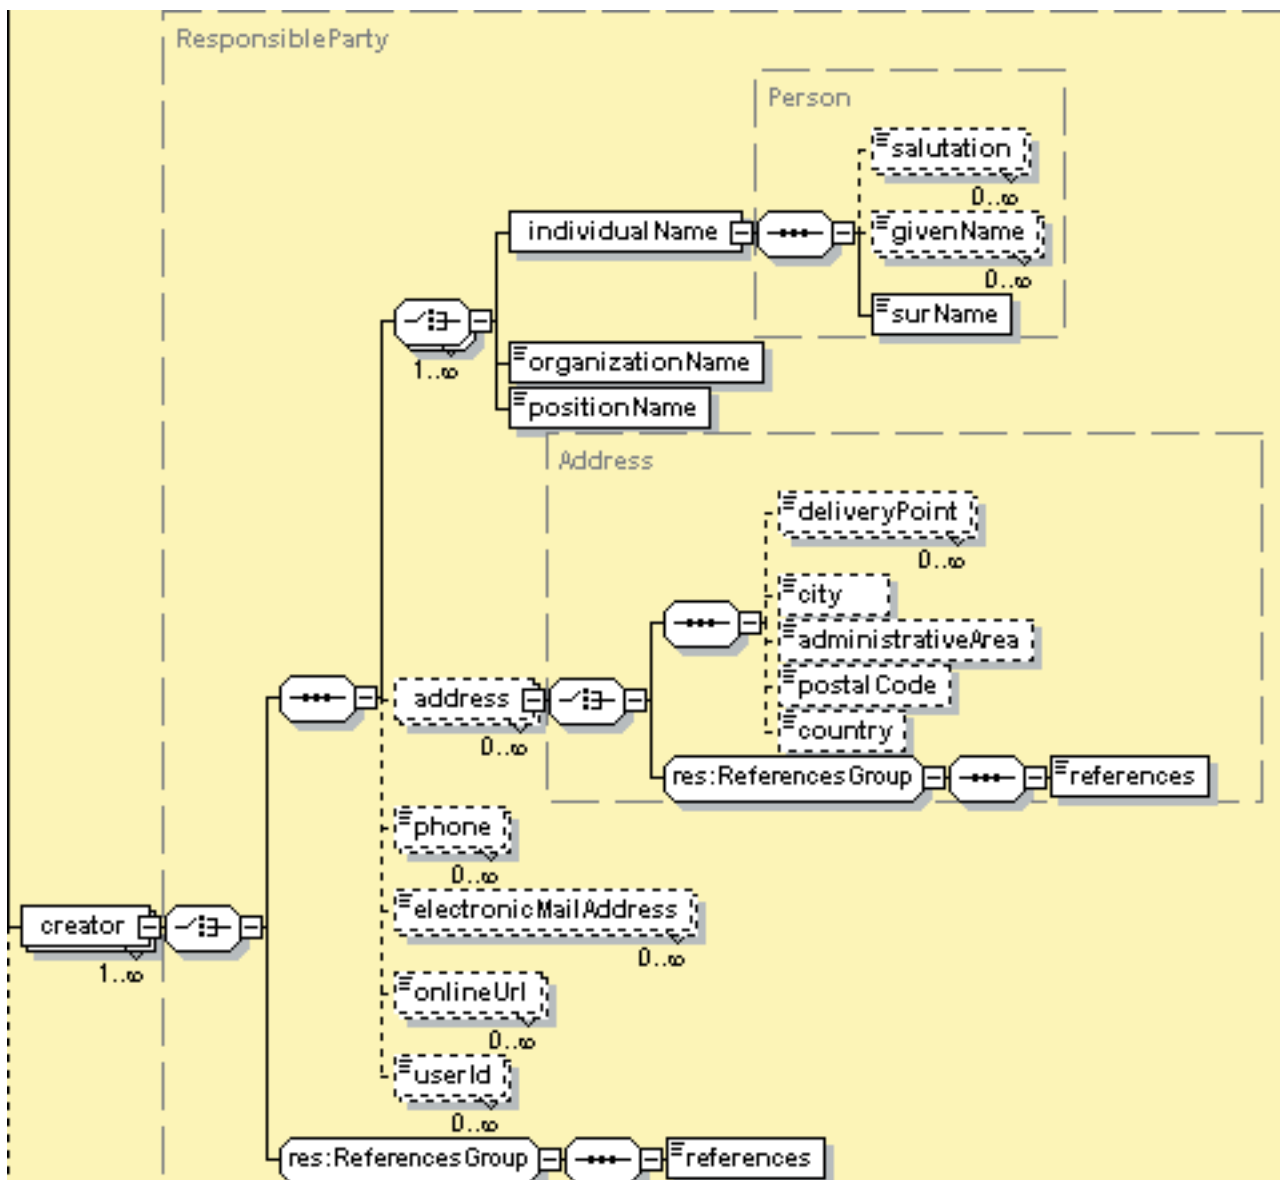 ResponsibleParty
Person
salutation
0..∞
individualName
givenName
0..∞
surName
1..∞
organizationName
positionName
Address
deliveryPoint
0..∞
city
administrativeArea
postalCode
address
country
0..∞
res:ReferencesGroup
references
phone
0..∞
electronicMailAddress
creator
0..∞
1..∞
onlineUrl
0..∞
userId
0..∞
res:ReferencesGroup
references